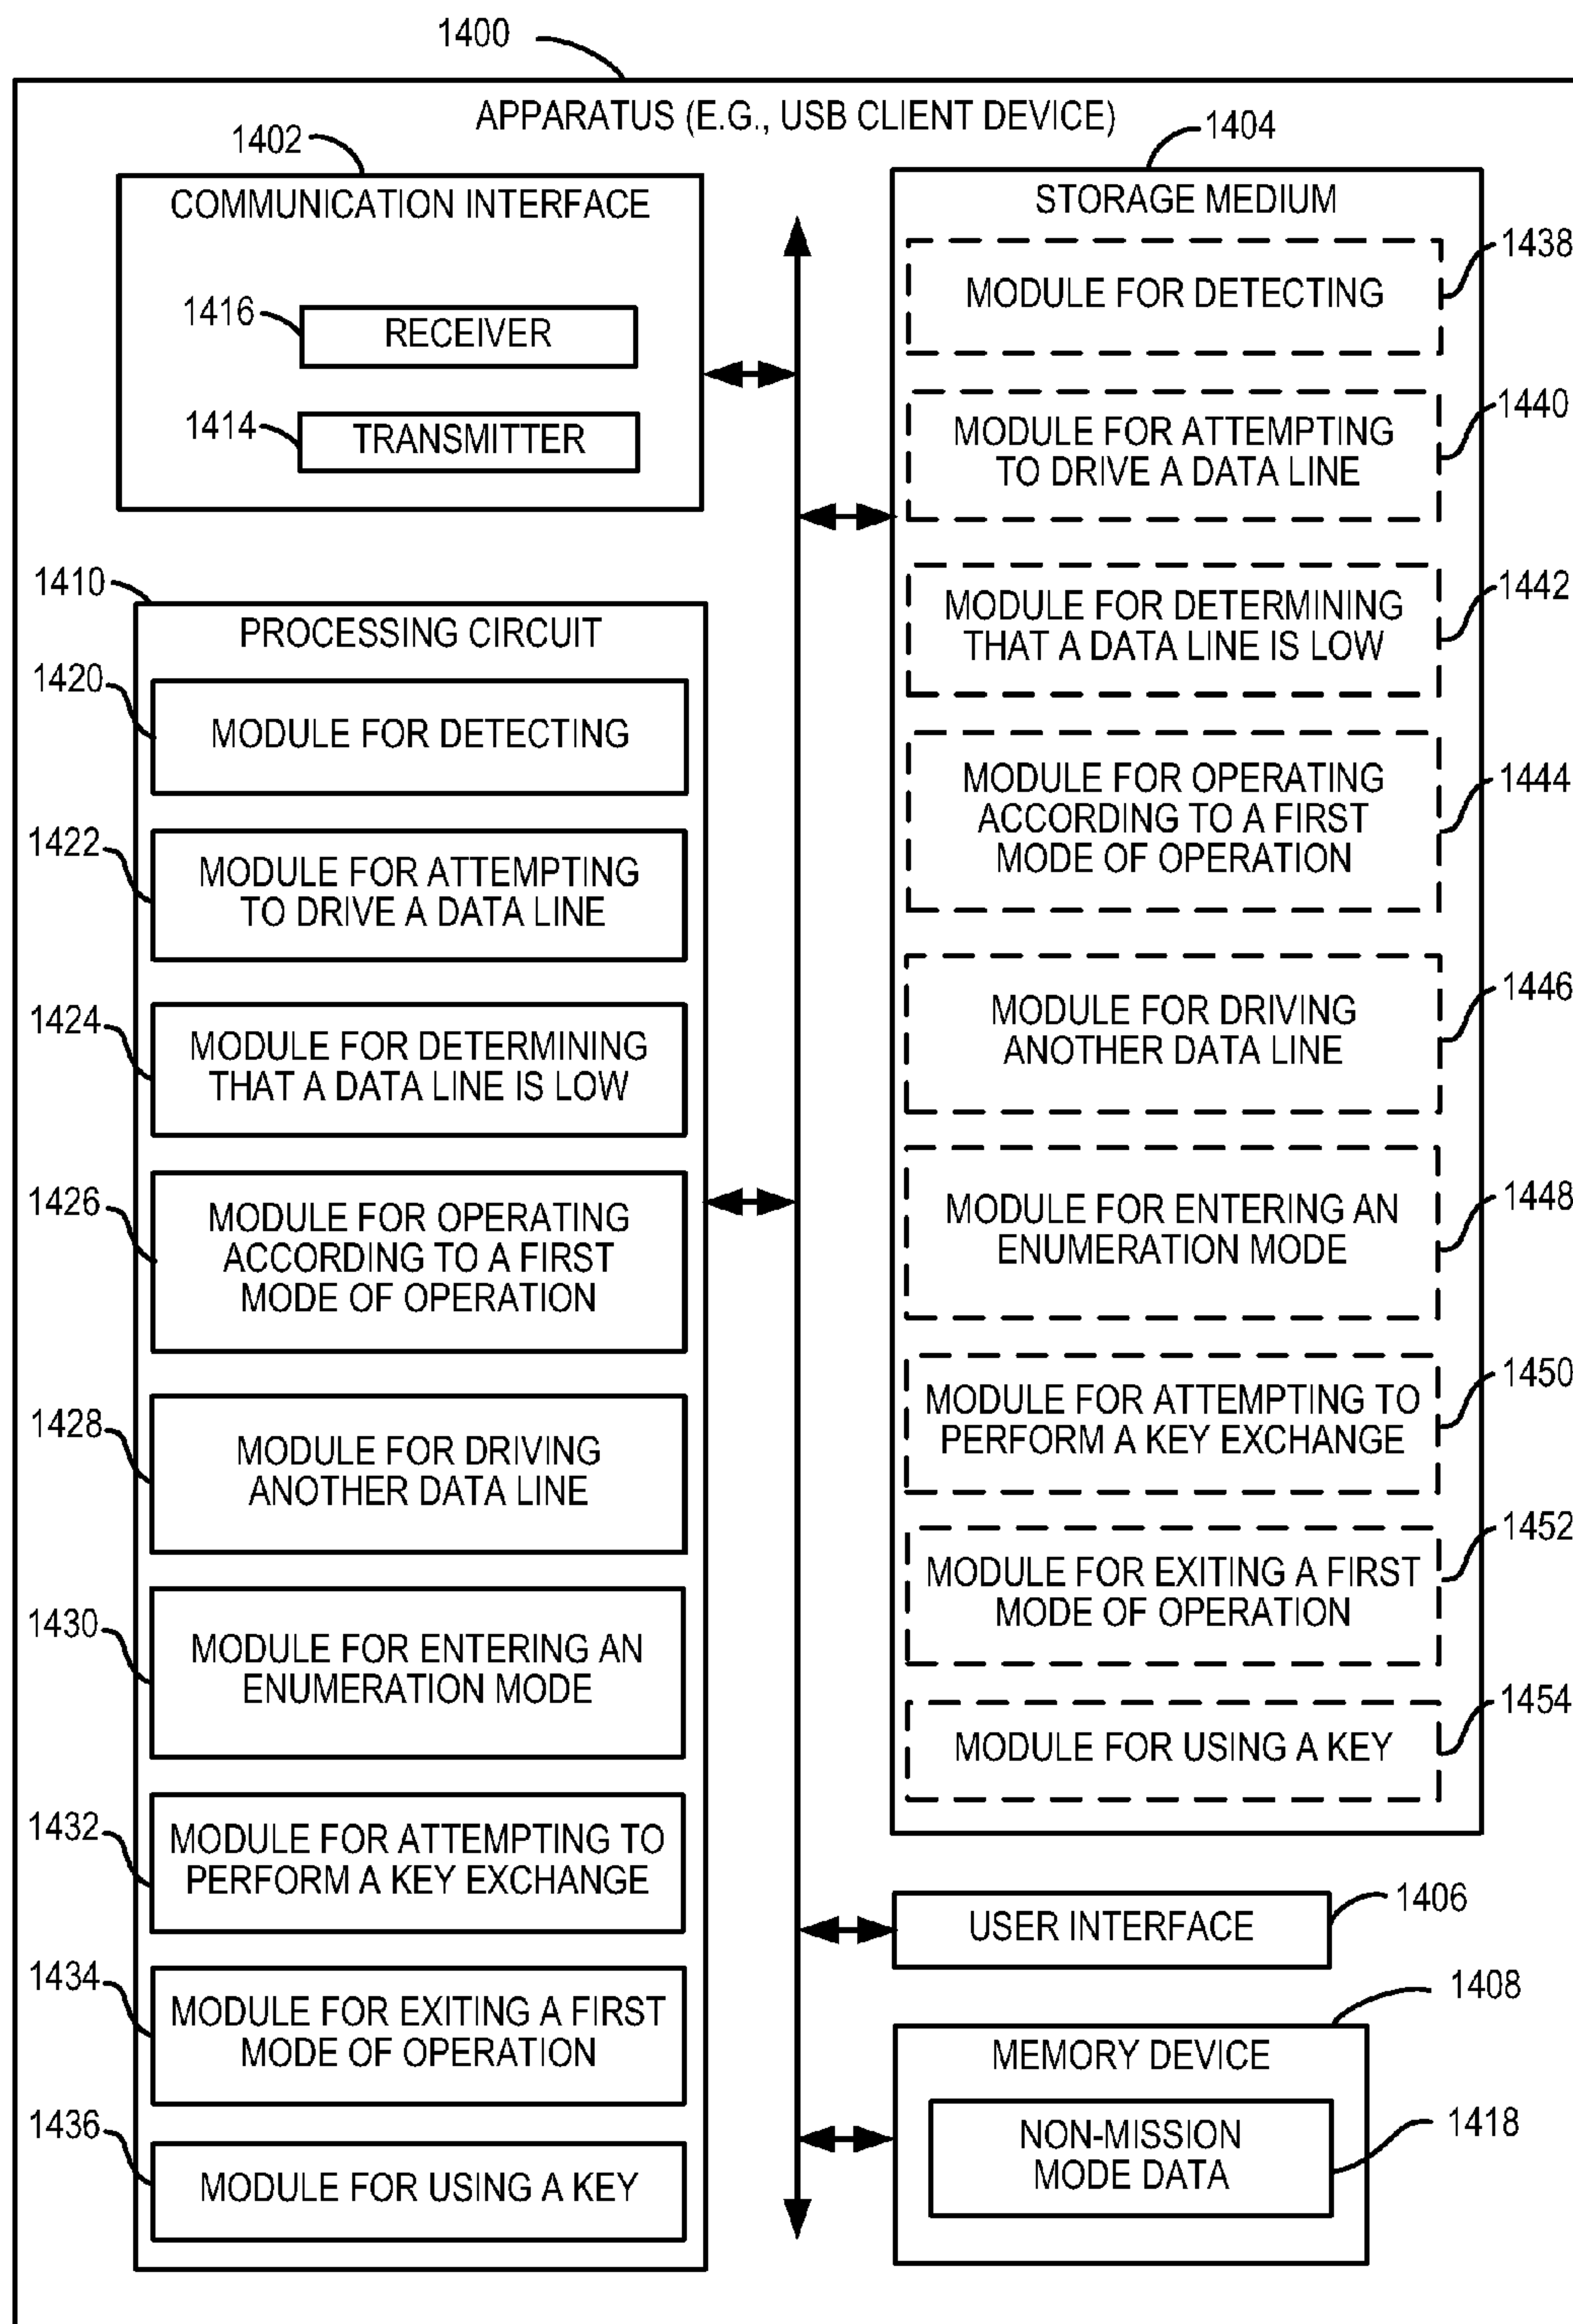 1400
APPARATUS (E.G., USB CLIENT DEVICE)
1402
COMMUNICATION INTERFACE
1416
RECEIVER
1414
TRANSMITTER
1410
PROCESSING CIRCUIT
1420
MODULE FOR DETECTING
1422
MODULE FOR ATTEMPTING
TO DRIVE A DATA LINE
1424
MODULE FOR DETERMINING
THAT A DATA LINE IS LOW
1426
MODULE FOR OPERATING
ACCORDING TO A FIRST
MODE OF OPERATION
1428
MODULE FOR DRIVING
ANOTHER DATA LINE
1430
MODULE FOR ENTERING AN
ENUMERATION MODE
1432
MODULE FOR ATTEMPTING TO
PERFORM A KEY EXCHANGE
1434
MODULE FOR EXITING A FIRST
MODE OF OPERATION
1436
MODULE FOR USING A KEY
1404
STORAGE MEDIUM
1438
MODULE FOR DETECTING
1440
MODULE FOR ATTEMPTING
TO DRIVE A DATA LINE
1442
MODULE FOR DETERMINING
THAT A DATA LINE IS LOW
1444
MODULE FOR OPERATING
ACCORDING TO A FIRST
MODE OF OPERATION
1446
MODULE FOR DRIVING
ANOTHER DATA LINE
1448
MODULE FOR ENTERING AN
ENUMERATION MODE
1450
MODULE FOR ATTEMPTING TO
PERFORM A KEY EXCHANGE
1452
MODULE FOR EXITING A FIRST
MODE OF OPERATION
1454
MODULE FOR USING A KEY
1406
USER INTERFACE
1408
MEMORY DEVICE
1418
NON-MISSION
MODE DATA